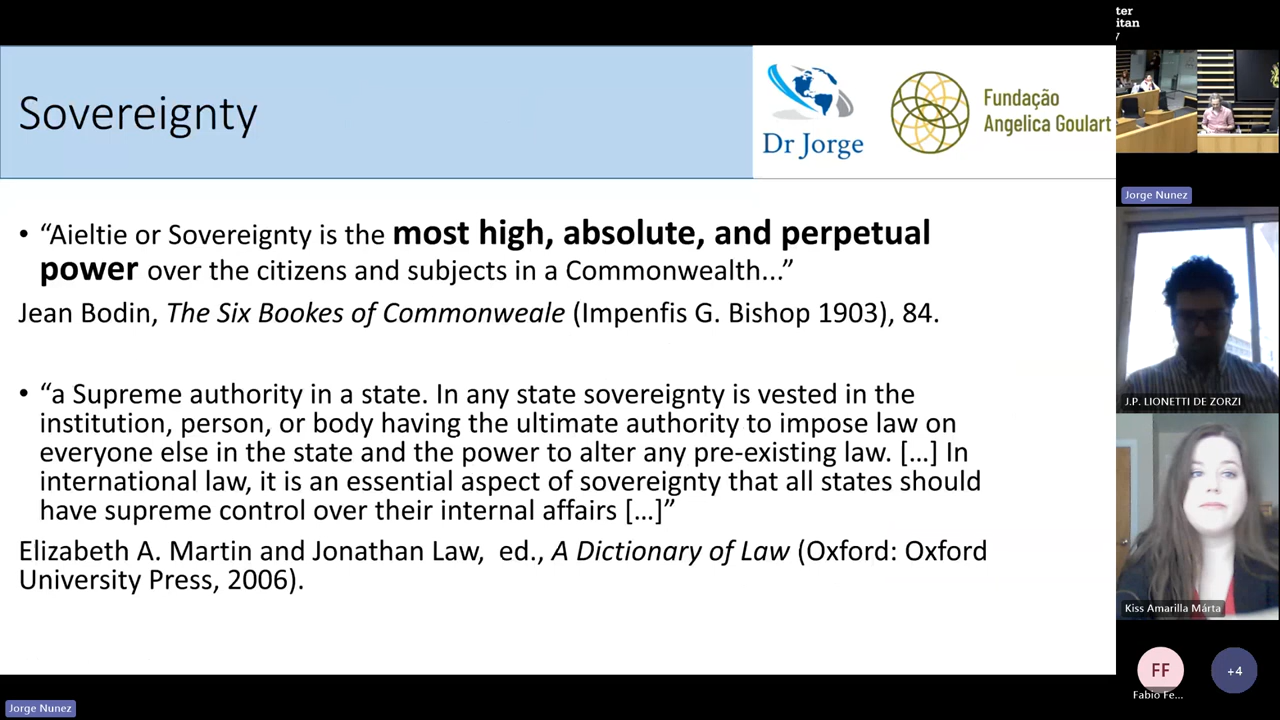 Sovereignty
Dr Jorge
Fundação
Angelica Goulart
• “Aieltie or Sovereignty is the most high, absolute, and perpetual
power over the citizens and subjects in a Commonwealth...”
Jean Bodin, The Six Bookes of Commonweale (Impenfis G. Bishop 1903), 84.
• “a Supreme authority in a state. In any state sovereignty is vested in the
institution, person, or body having the ultimate authority to impose law on
everyone else in the state and the power to alter any pre-existing law. […] In
international law, it is an essential aspect of sovereignty that all states should
have supreme control over their internal affairs […]”
Elizabeth A. Martin and Jonathan Law, ed., A Dictionary of Law (Oxford: Oxford
University Press, 2006).
Jorge Nunez
ter
itan
Jorge Nunez
J.P. LIONETTI DE ZORZI
Kiss Amarilla Márta
FF
Fabio Fe...
+4